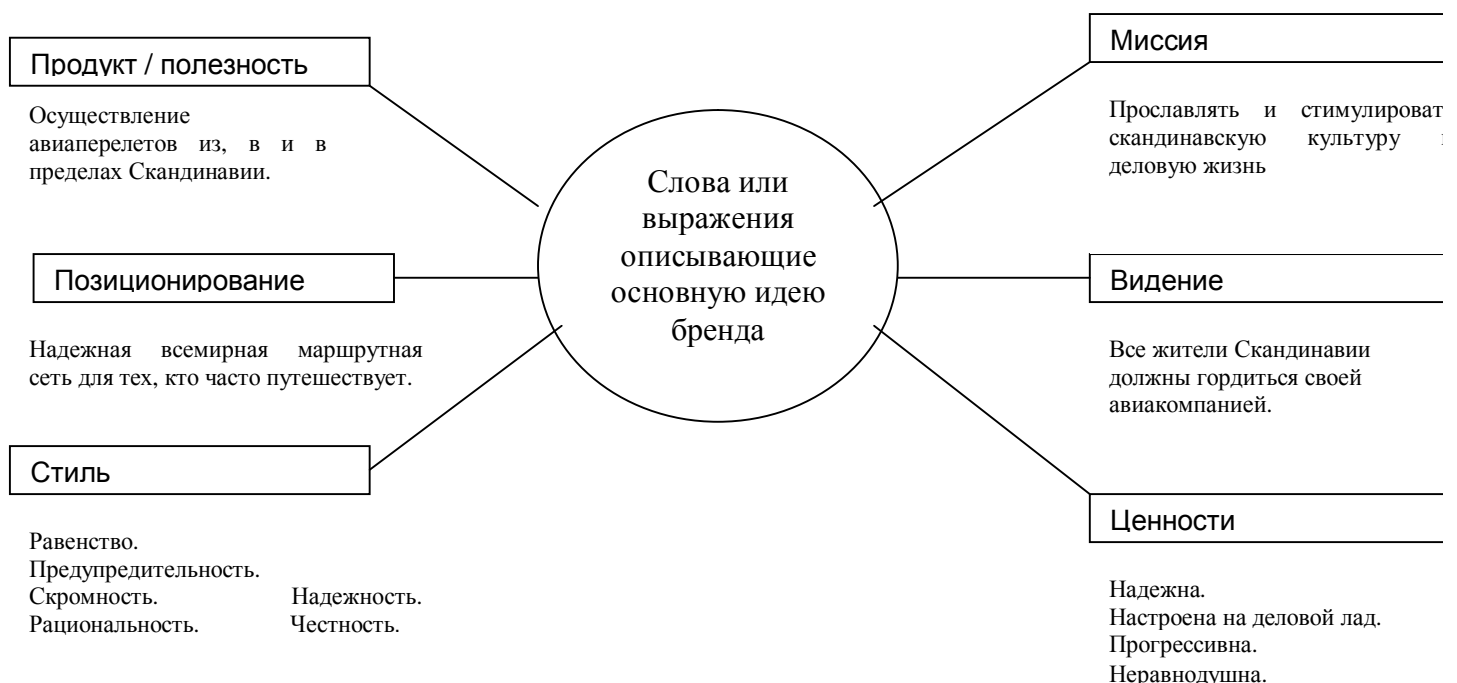 Продукт / полезность
Осуществление
авиаперелетов из, в и в
пределах Скандинавии.
Позиционирование
Надежная всемирная маршрутная
сеть для тех, кто часто путешествует.
Стиль
Равенство.
Предупредительность.
Скромность. Надежность.
Рациональность. Честность.
Слова или
выражения
описывающие
основную идею
бренда
Миссия
Прославлять и стимулироват
скандинавскую культуру
деловую жизнь
Видение
Все жители Скандинавии
должны гордиться своей
авиакомпанией.
Ценности
Надежна.
Настроена на деловой лад.
Прогрессивна.
Неравнодушна.